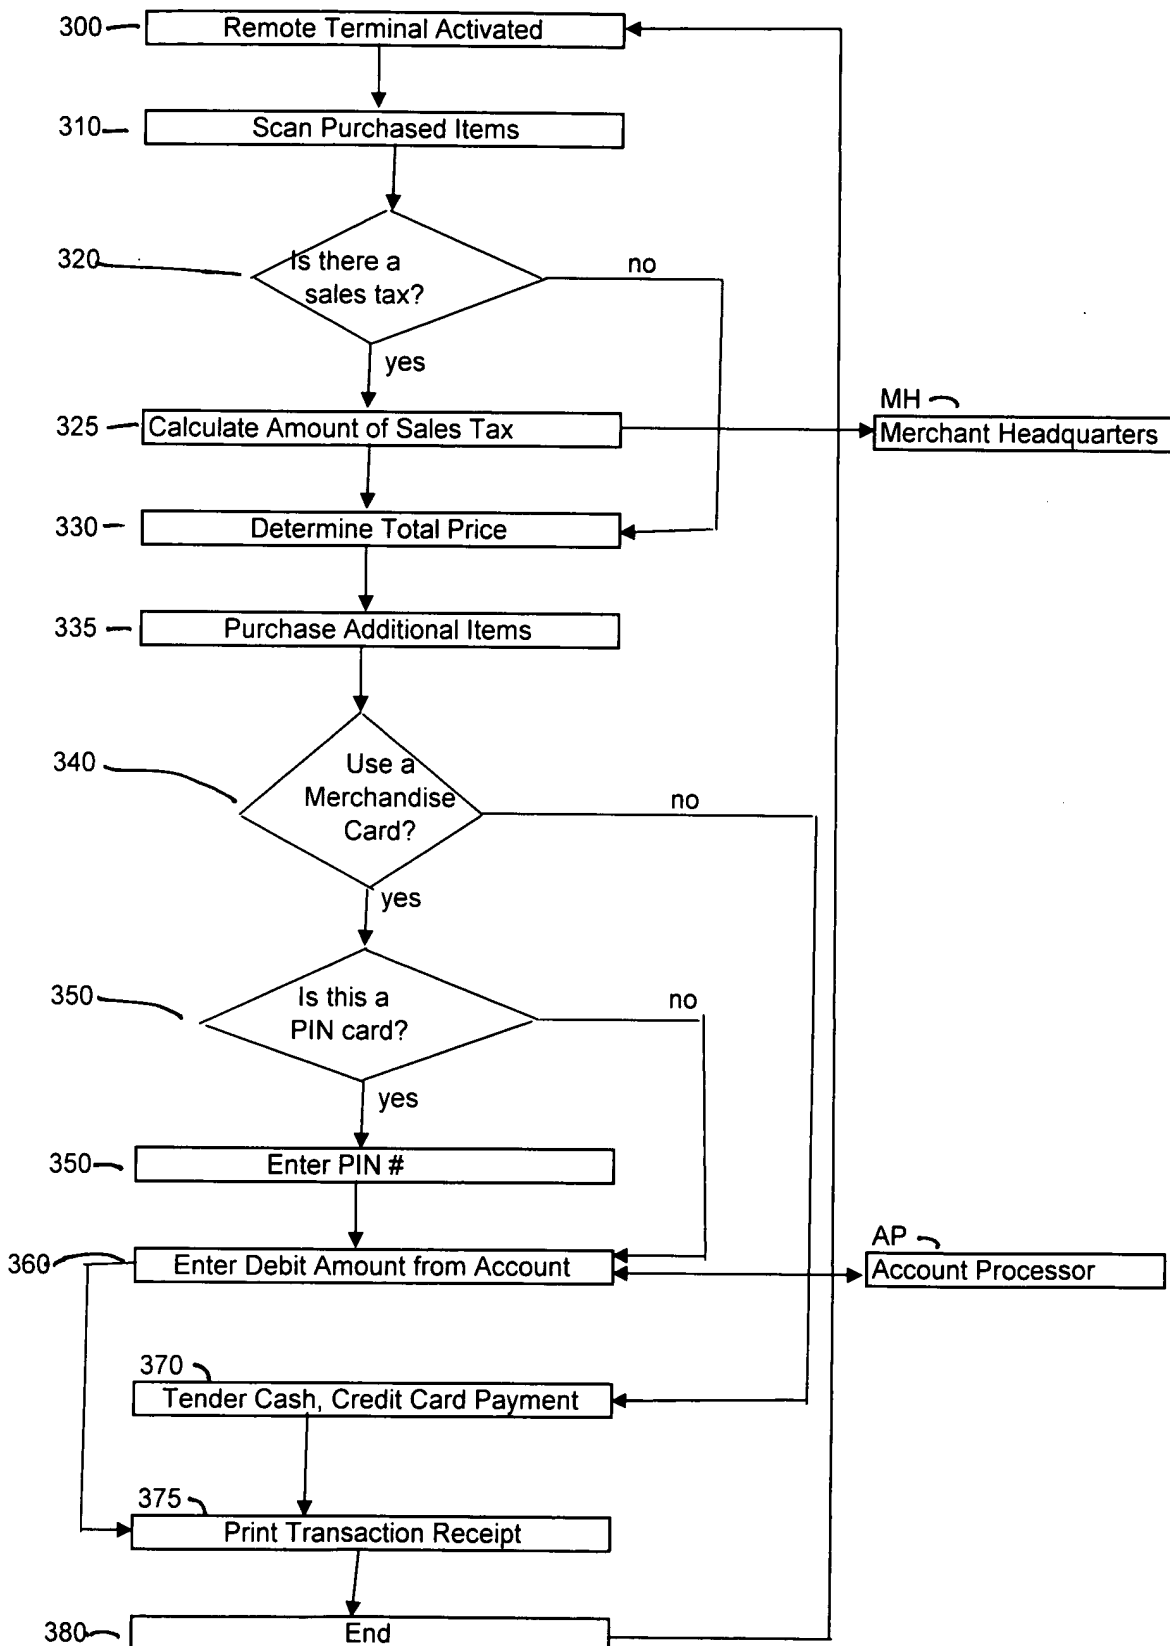 300 Remote Terminal Activated
310 Scan Purchased Items
320 Is there a
sales tax?
no
yes
MH
325 Calculate Amount of Sales Tax
Merchant Headquarters
330 Determine Total Price
335 Purchase Additional Items
340 Use a
Merchandise
Card?
no
yes
350 Is this a
PIN card?
no
yes
350 Enter PIN #
AP
360 Enter Debit Amount from Account
Account Processor
370
Tender Cash, Credit Card Payment
375
Print Transaction Receipt
380 End